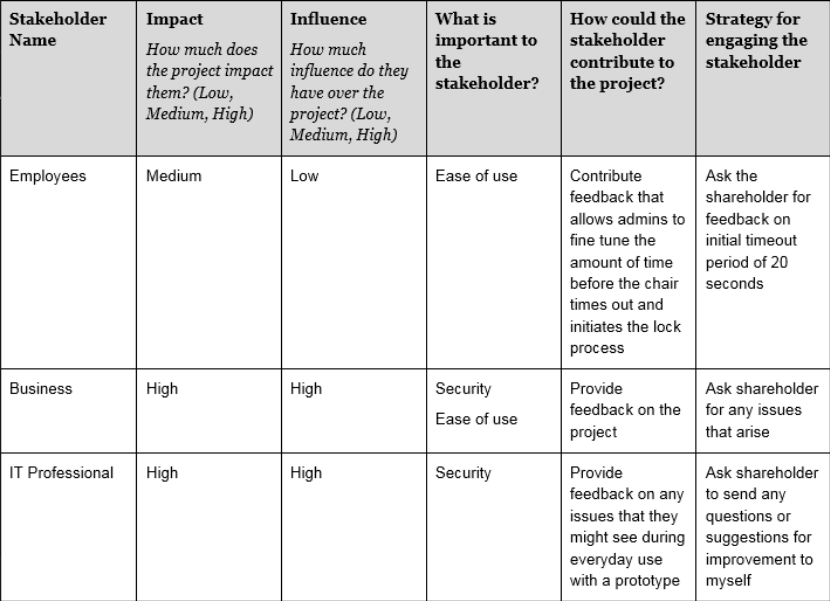 Stakeholder
Name
Impact
How much does
the project impact
them? (Low,
Medium, High)
Influence
How much
influence do they
have over the
project? (Low,
Medium, High)
What is
important to
the
stakeholder?
How could the
stakeholder
contribute to
the project?
Strategy for
engaging the
stakeholder
Employees
Medium
Low
Ease of use
Contribute
feedback that
allows admins to
fine tune the
amount of time
before the chair
times out and
initiates the lock
process
Ask the
shareholder for
feedback on
initial timeout
period of 20
seconds
Business
High
High
Security
Ease of use
Provide
feedback on the
project
Ask shareholder
for any issues
that arise
IT Professional
High
High
Security
Provide
feedback on any
issues that they
might see during
everyday use
with a prototype
Ask shareholder
to send any
questions or
suggestions for
improvement to
myself